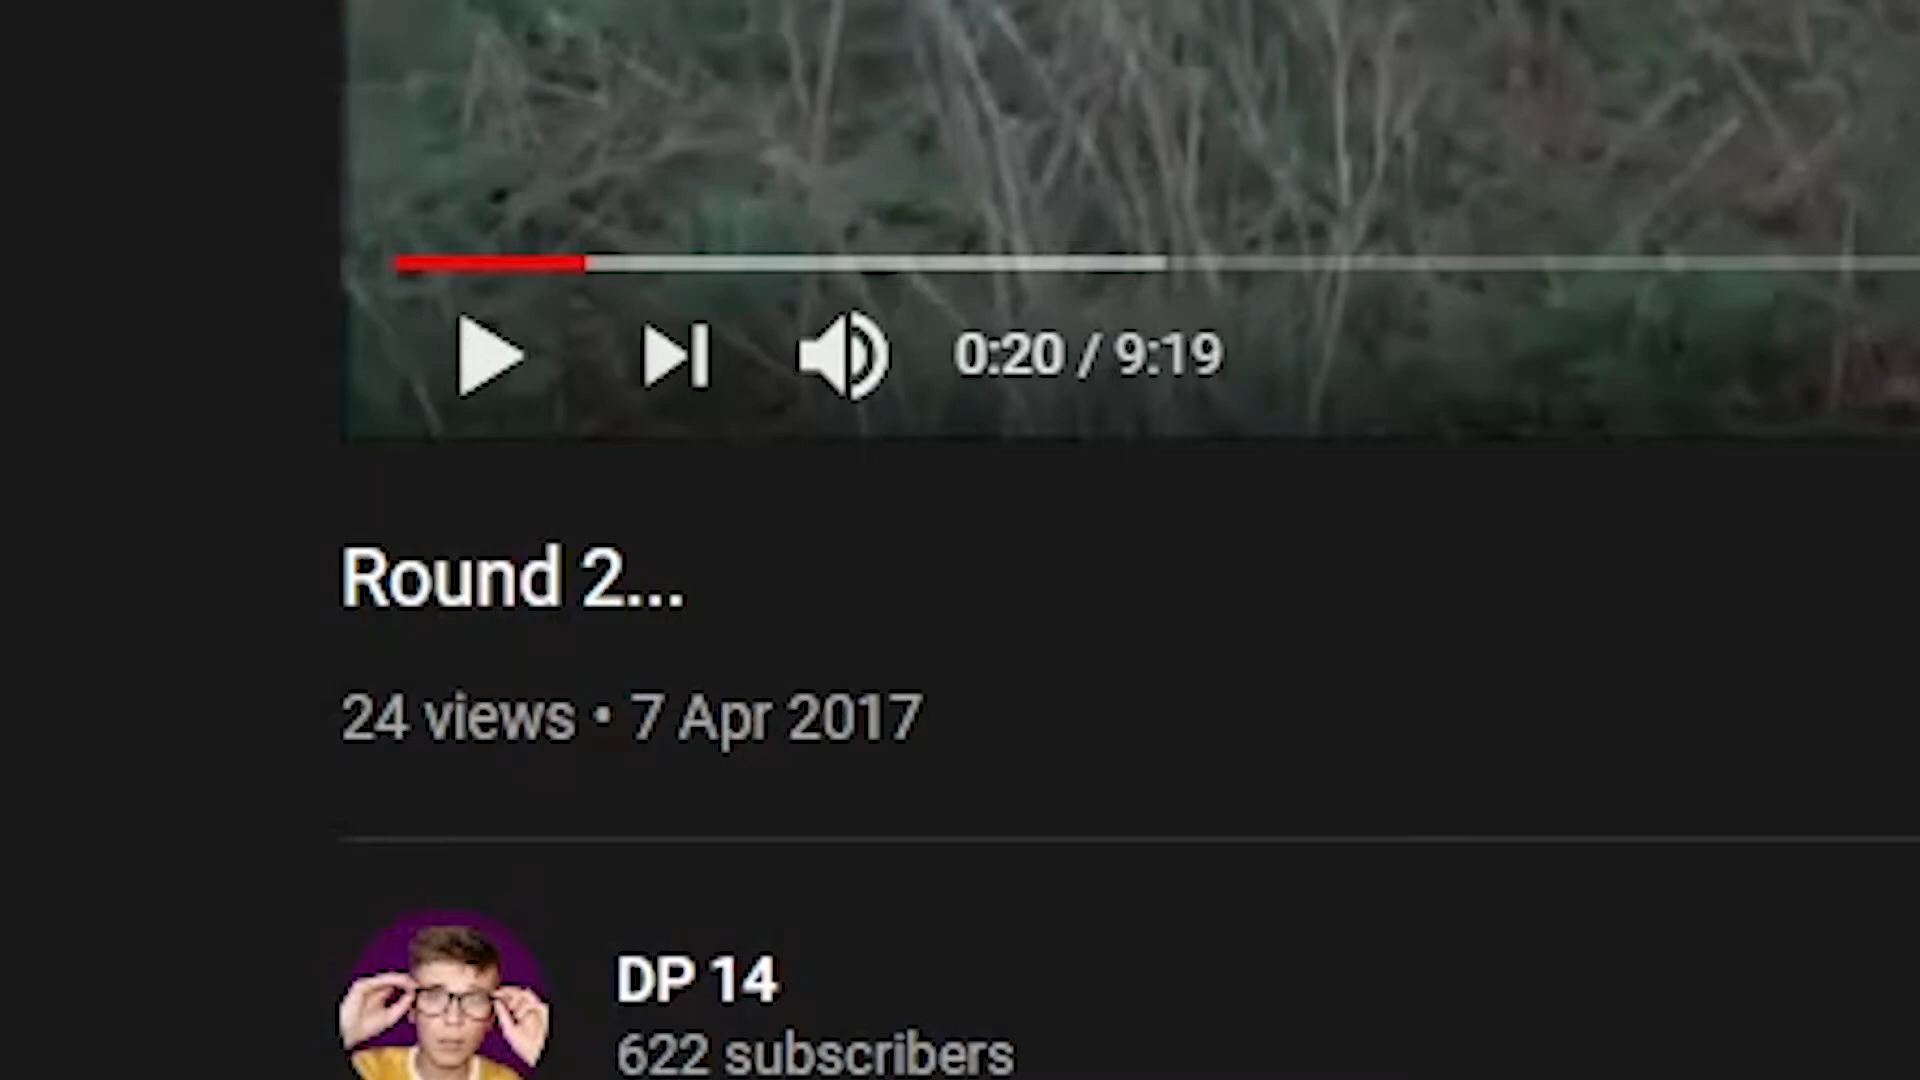 0:20 / 9:19
Round 2...
24 views • 7 Apr 2017
DP 14
622 subscribers